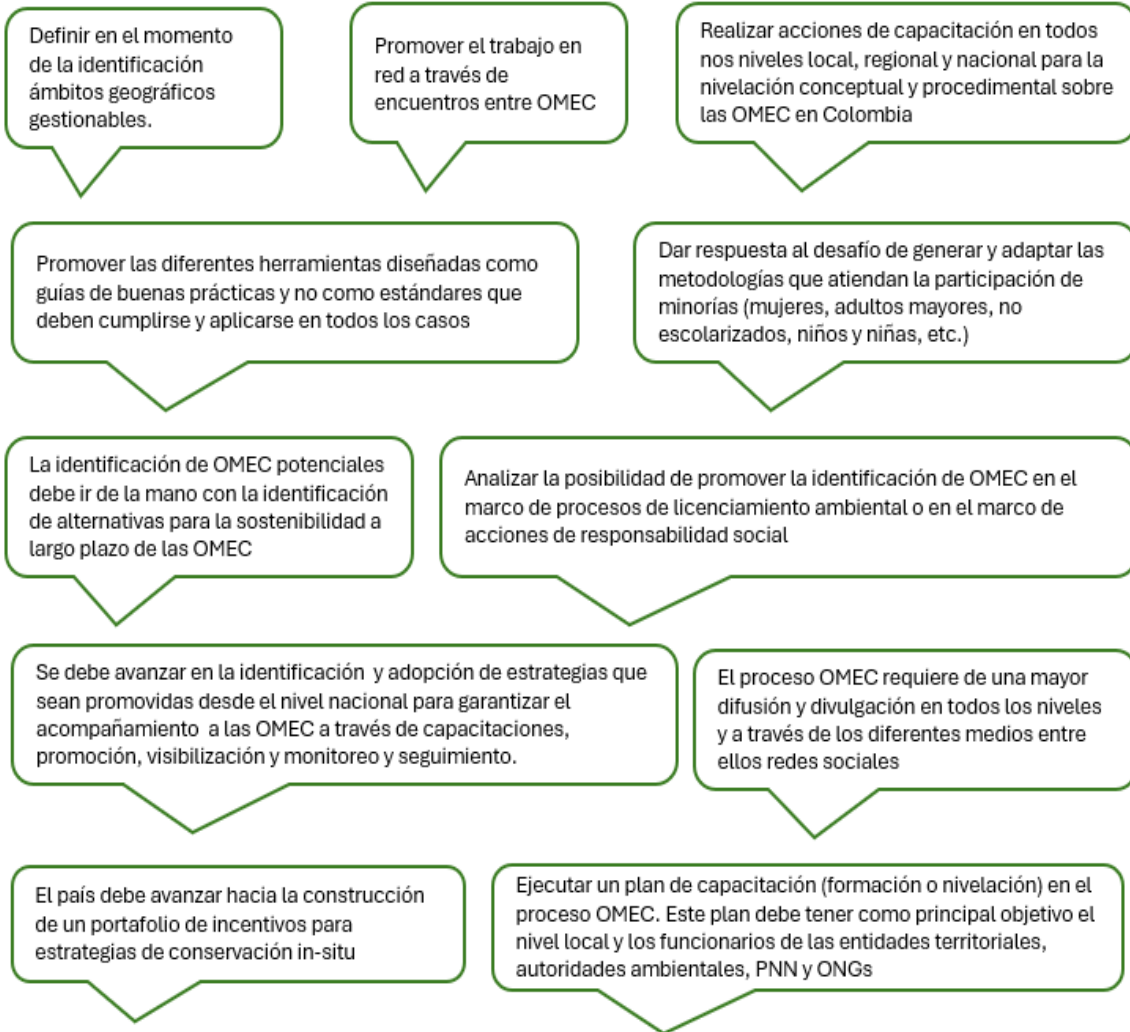 Definir en el momento
de la identificación
ámbitos geográficos
gestionables.
Promover el trabajo en
red a través de
encuentros entre OMEC
Realizar acciones de capacitación en todos
nos niveles local, regional y nacional para la
nivelación conceptual y procedimental sobre
las OMEC en Colombia
Promover las diferentes herramientas diseñadas como
guías de buenas prácticas y no como estándares que
deben cumplirse y aplicarse en todos los casos
Dar respuesta al desafío de generar y adaptar las
metodologías que atiendan la participación de
minorías (mujeres, adultos mayores, no
escolarizados, niños y niñas, etc.)
La identificación de OMEC potenciales
debe ir de la mano con la identificación
de alternativas para la sostenibilidad a
largo plazo de las OMEC
Analizar la posibilidad de promover la identificación de OMEC en el
marco de procesos de licenciamiento ambiental o en el marco de
acciones de responsabilidad social
Se debe avanzar en la identificación y adopción de estrategias que
sean promovidas desde el nivel nacional para garantizar el
acompañamiento a las OMEC a través de capacitaciones,
promoción, visibilización y monitoreo y seguimiento.
El proceso OMEC requiere de una mayor
difusión y divulgación en todos los niveles
y a través de los diferentes medios entre
ellos redes sociales
El país debe avanzar hacia la construcción
de un portafolio de incentivos para
estrategias de conservación in-situ
Ejecutar un plan de capacitación (formación o nivelación) en el
proceso OMEC. Este plan debe tener como principal objetivo el
nivel local y los funcionarios de las entidades territoriales,
autoridades ambientales, PNN y ONGs